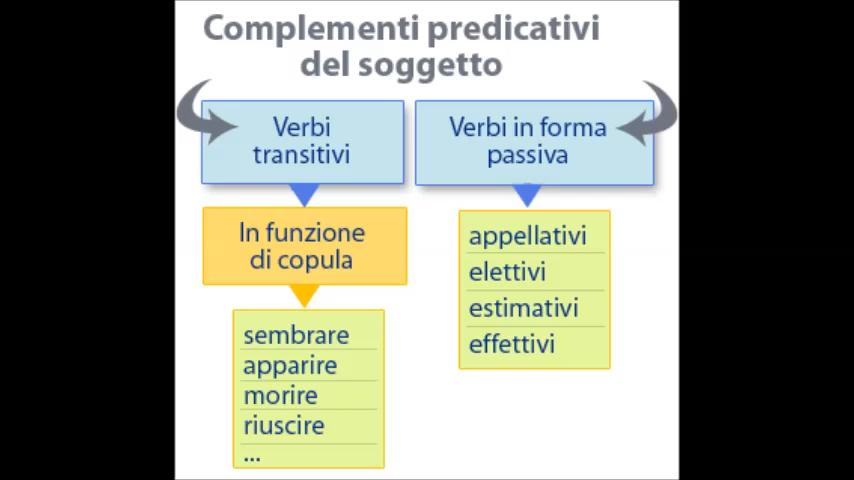 Complementi predicativi
del soggetto
Verbi
transitivi
In funzione
di copula
sembrare
apparire
morire
riuscire
...
Verbi in forma
passiva
appellativi
elettivi
estimativi
effettivi